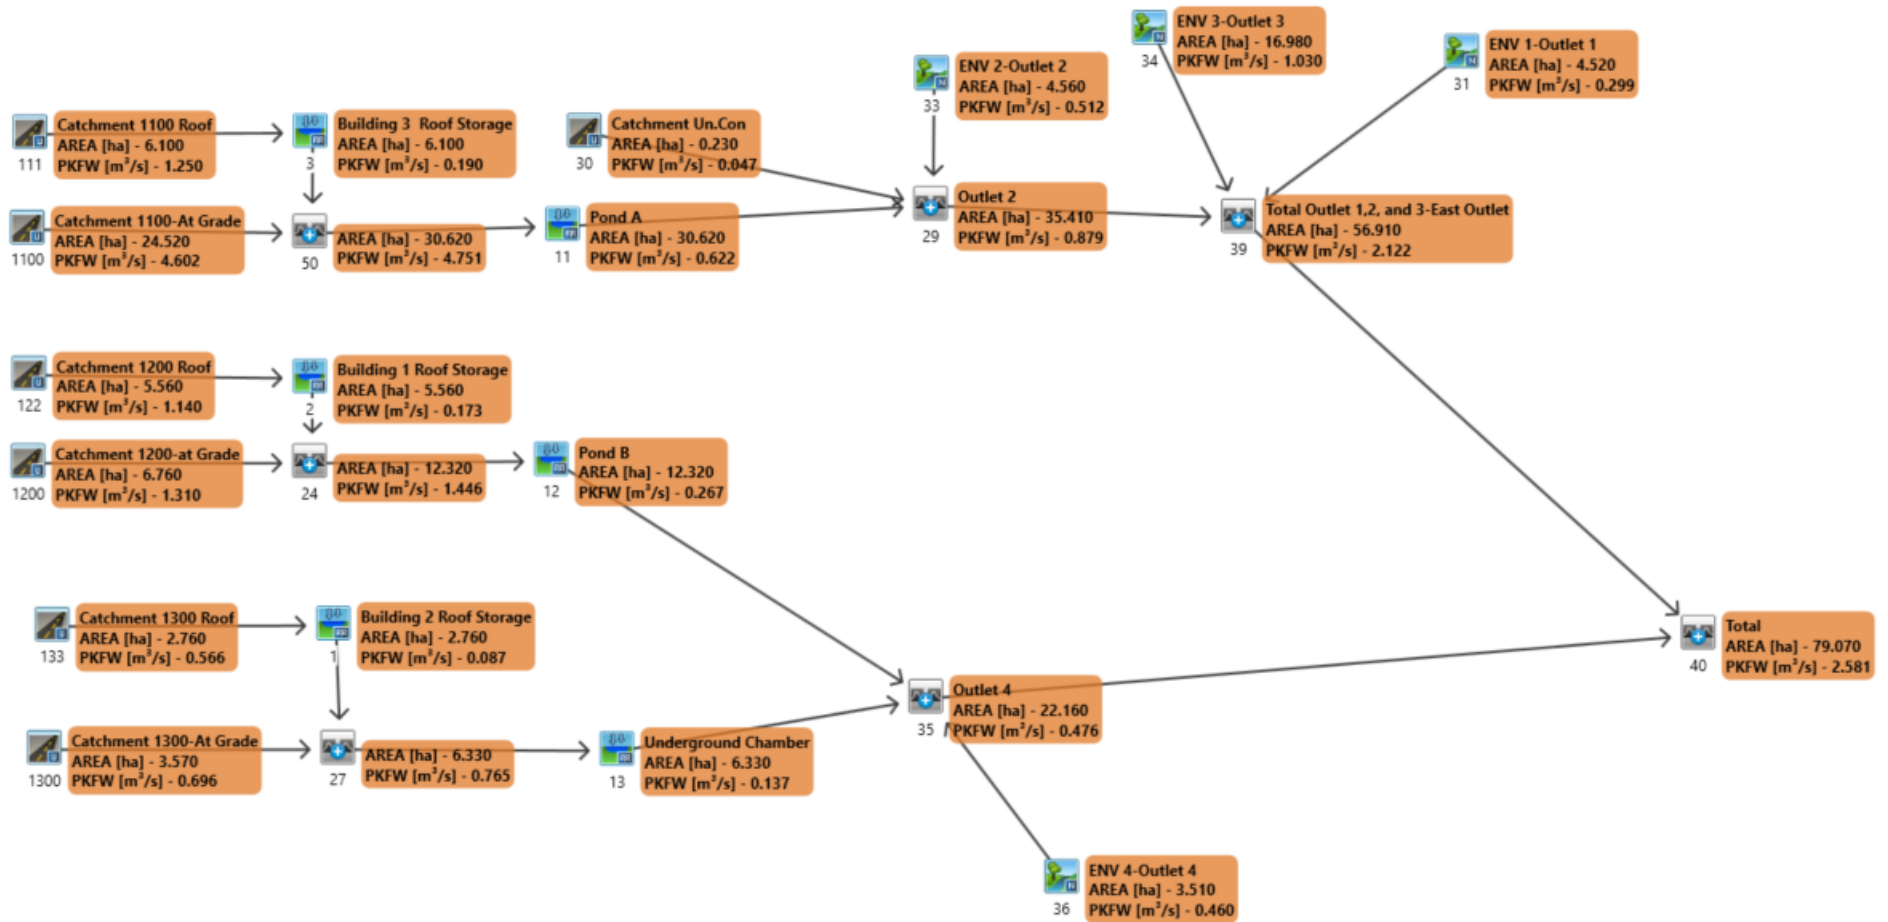 ENV 3-Outlet 3
AREA [ha] - 16.980
PKFW [m³/s] - 1.030
N
34
ENV 1-Outlet 1
AREA [ha] - 4.520
PKFW [m³/s] - 0.299
N
31
ENV 2-Outlet 2
AREA [ha] - 4.560
PKFW [m³/s] - 0.512
N
33
Catchment 1100 Roof
AREA [ha] - 6.100
PKFW [m³/s] - 1.250
U
111
Building 3  Roof Storage
AREA [ha] - 6.100
PKFW [m³/s] - 0.190
RR
3
Catchment Un.Con
AREA [ha] - 0.230
PKFW [m³/s] - 0.047
U
30
Catchment 1100-At Grade
AREA [ha] - 24.520
PKFW [m³/s] - 4.602
U
1100
AREA [ha] - 30.620
PKFW [m³/s] - 4.751
50
Pond A
AREA [ha] - 30.620
PKFW [m³/s] - 0.622
RR
11
Outlet 2
AREA [ha] - 35.410
PKFW [m³/s] - 0.879
29
Total Outlet 1,2, and 3-East Outlet
AREA [ha] - 56.910
PKFW [m³/s] - 2.122
39
Catchment 1200 Roof
AREA [ha] - 5.560
PKFW [m³/s] - 1.140
U
122
Building 1 Roof Storage
AREA [ha] - 5.560
PKFW [m³/s] - 0.173
RR
2
Catchment 1200-at Grade
AREA [ha] - 6.760
PKFW [m³/s] - 1.310
U
1200
AREA [ha] - 12.320
PKFW [m³/s] - 1.446
24
Pond B
AREA [ha] - 12.320
PKFW [m³/s] - 0.267
RR
12
Catchment 1300 Roof
AREA [ha] - 2.760
PKFW [m³/s] - 0.566
U
133
Building 2 Roof Storage
AREA [ha] - 2.760
PKFW [m³/s] - 0.087
RR
1
Total
AREA [ha] - 79.070
PKFW [m³/s] - 2.581
40
Outlet 4
AREA [ha] - 22.160
PKFW [m³/s] - 0.476
35
Catchment 1300-At Grade
AREA [ha] - 3.570
PKFW [m³/s] - 0.696
U
1300
AREA [ha] - 6.330
PKFW [m³/s] - 0.765
27
Underground Chamber
AREA [ha] - 6.330
PKFW [m³/s] - 0.137
RR
13
ENV 4-Outlet 4
AREA [ha] - 3.510
PKFW [m³/s] - 0.460
N
36